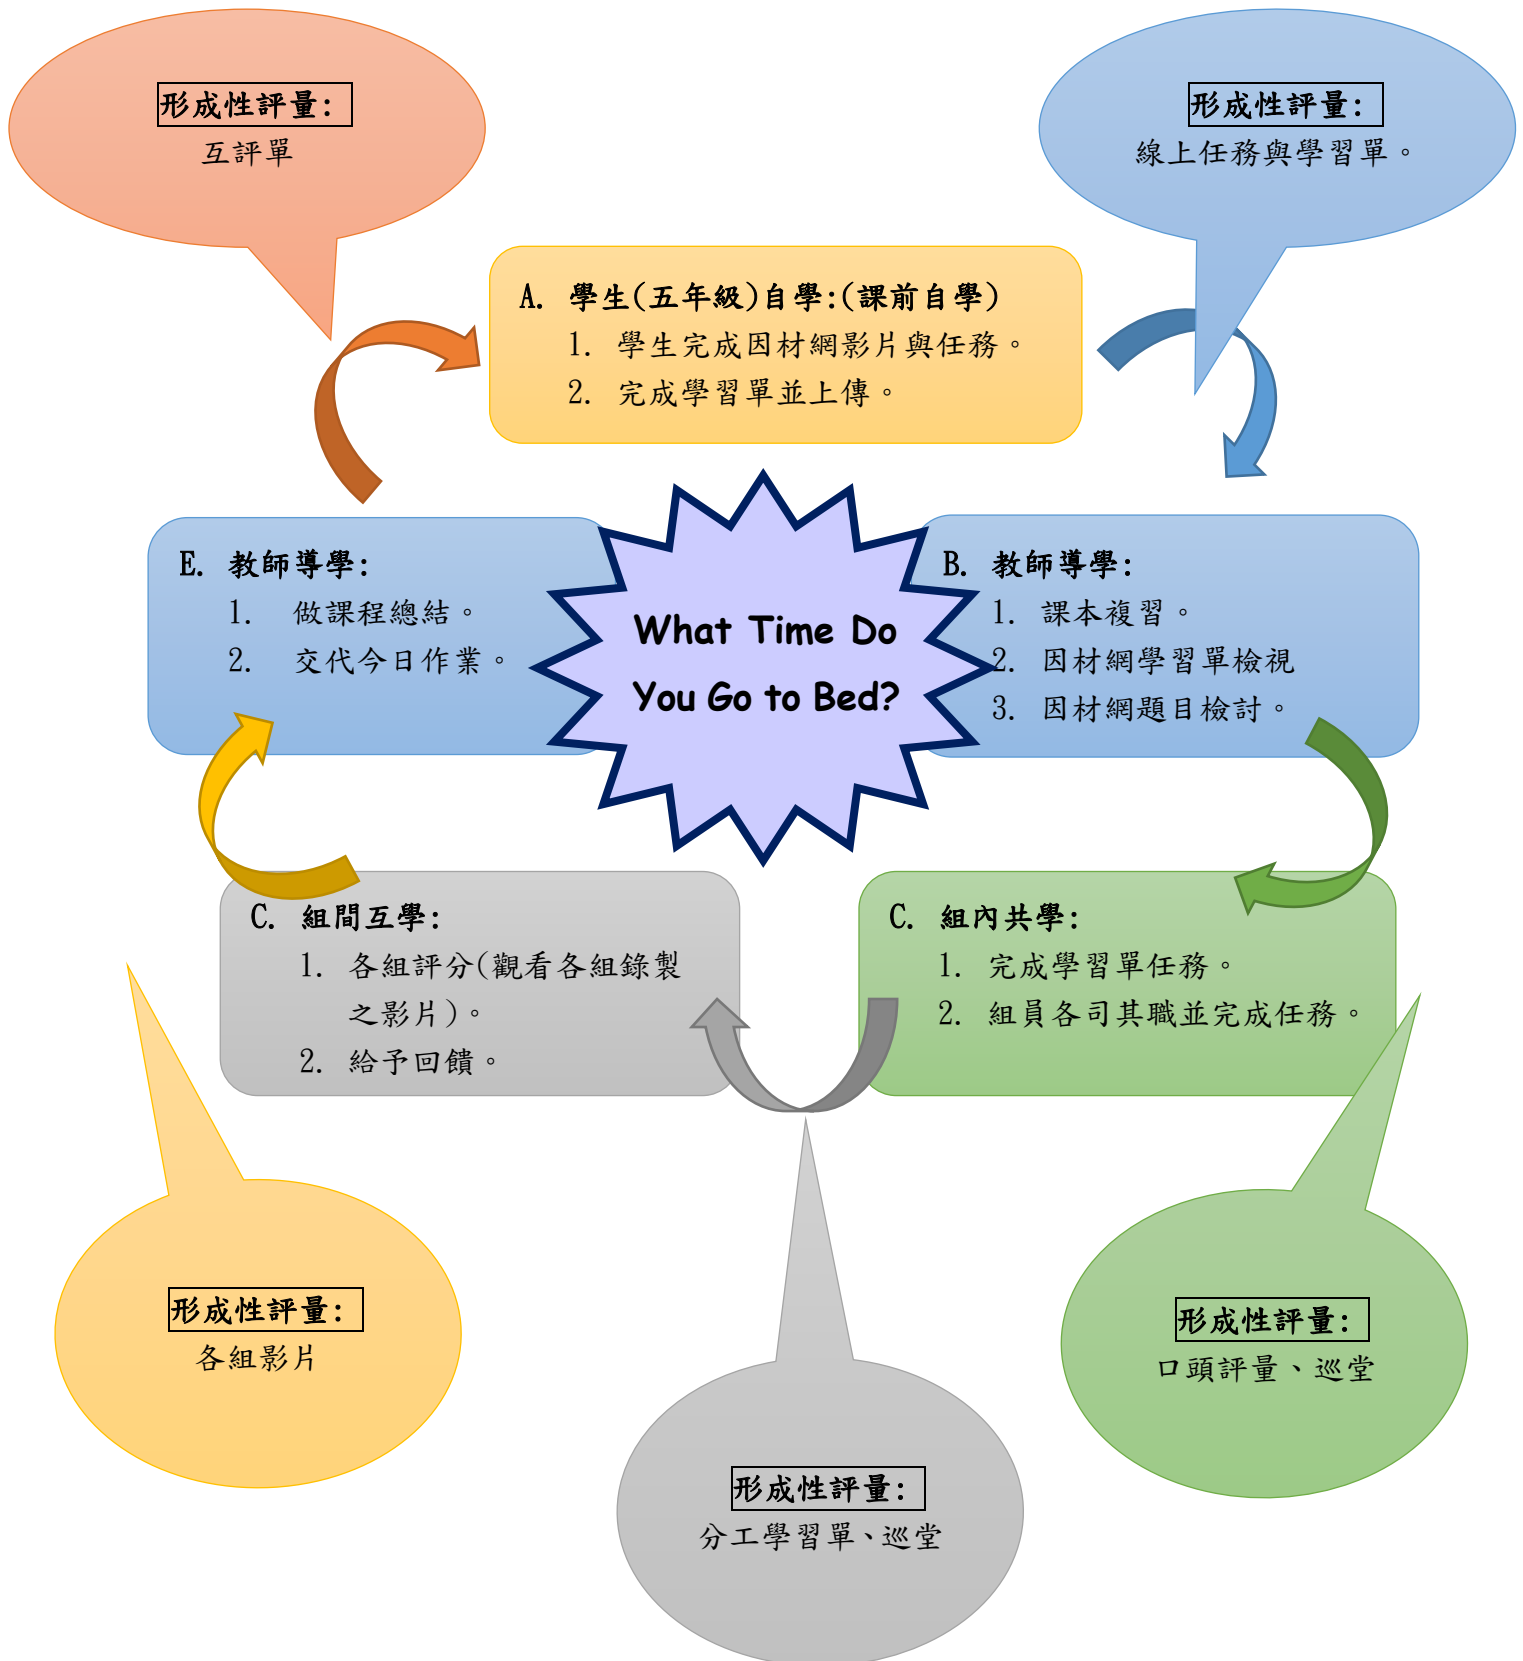 形成性評量:
互評單
形成性評量:
線上任務與學習單。
A. 學生(五年級)自學:(課前自學)
1. 學生完成因材網影片與任務。
2. 完成學習單並上傳。
E. 教師導學:
1. 做課程總結。
2. 交代今日作業。
What Time Do
You Go to Bed?
B. 教師導學:
1. 課本複習。
2. 因材網學習單檢視
3. 因材網題目檢討。
C. 組間互學:
1. 各組評分(觀看各組錄製
之影片)。
2. 給予回饋。
C. 組內共學:
1. 完成學習單任務。
2. 組員各司其職並完成任務。
形成性評量:
各組影片
形成性評量:
分工學習單、巡堂
形成性評量:
口頭評量、巡堂